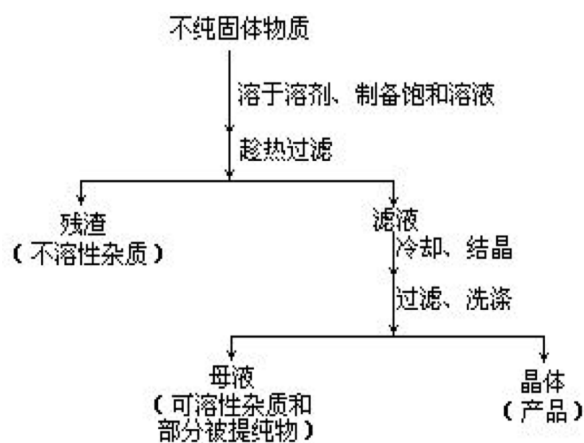 不纯固体物质
溶于溶剂、制备饱和溶液
趁热过滤
残渣
(不溶性杂质)
滤液
冷却、结晶
过滤、洗涤
母液
(可溶性杂质和
部分被提纯物)
晶体
(产品)